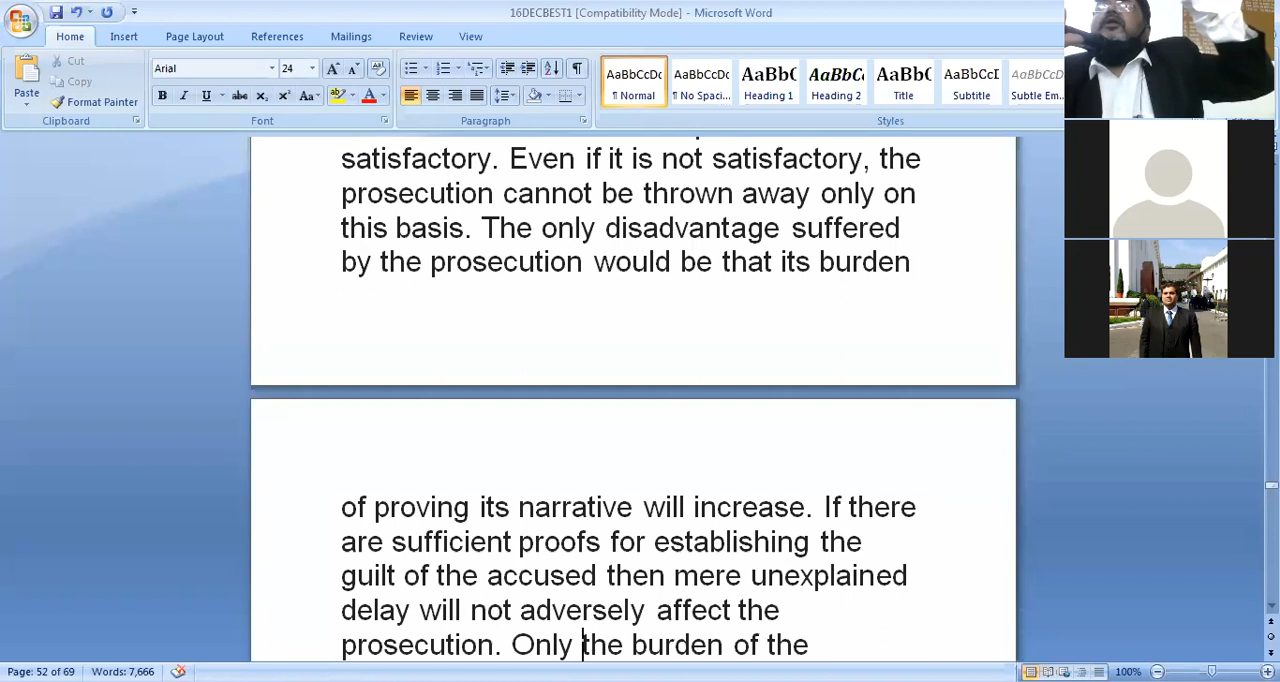 16DECBEST1 [Compatibility Mode] - Microsoft Word
Home Insert Page Layout References Mailings Review View
Paste
Cut
Copy
Format Painter
Clipboard
Arial 24
B I U abc x₂ x² Aa
Font
Paragraph
AaBbCcDc AaBbCcDc AaBbC AaBbCc AaBbC AaBbCcI AaBbCcDc
¶ Normal ¶ No Spaci... Heading 1 Heading 2 Title Subtitle Subtle Em...
Styles
satisfactory. Even if it is not satisfactory, the
prosecution cannot be thrown away only on
this basis. The only disadvantage suffered
by the prosecution would be that its burden
of proving its narrative will increase. If there
are sufficient proofs for establishing the
guilt of the accused then mere unexplained
delay will not adversely affect the
prosecution. Only the burden of the
Page: 52 of 69 Words: 7,666 100%